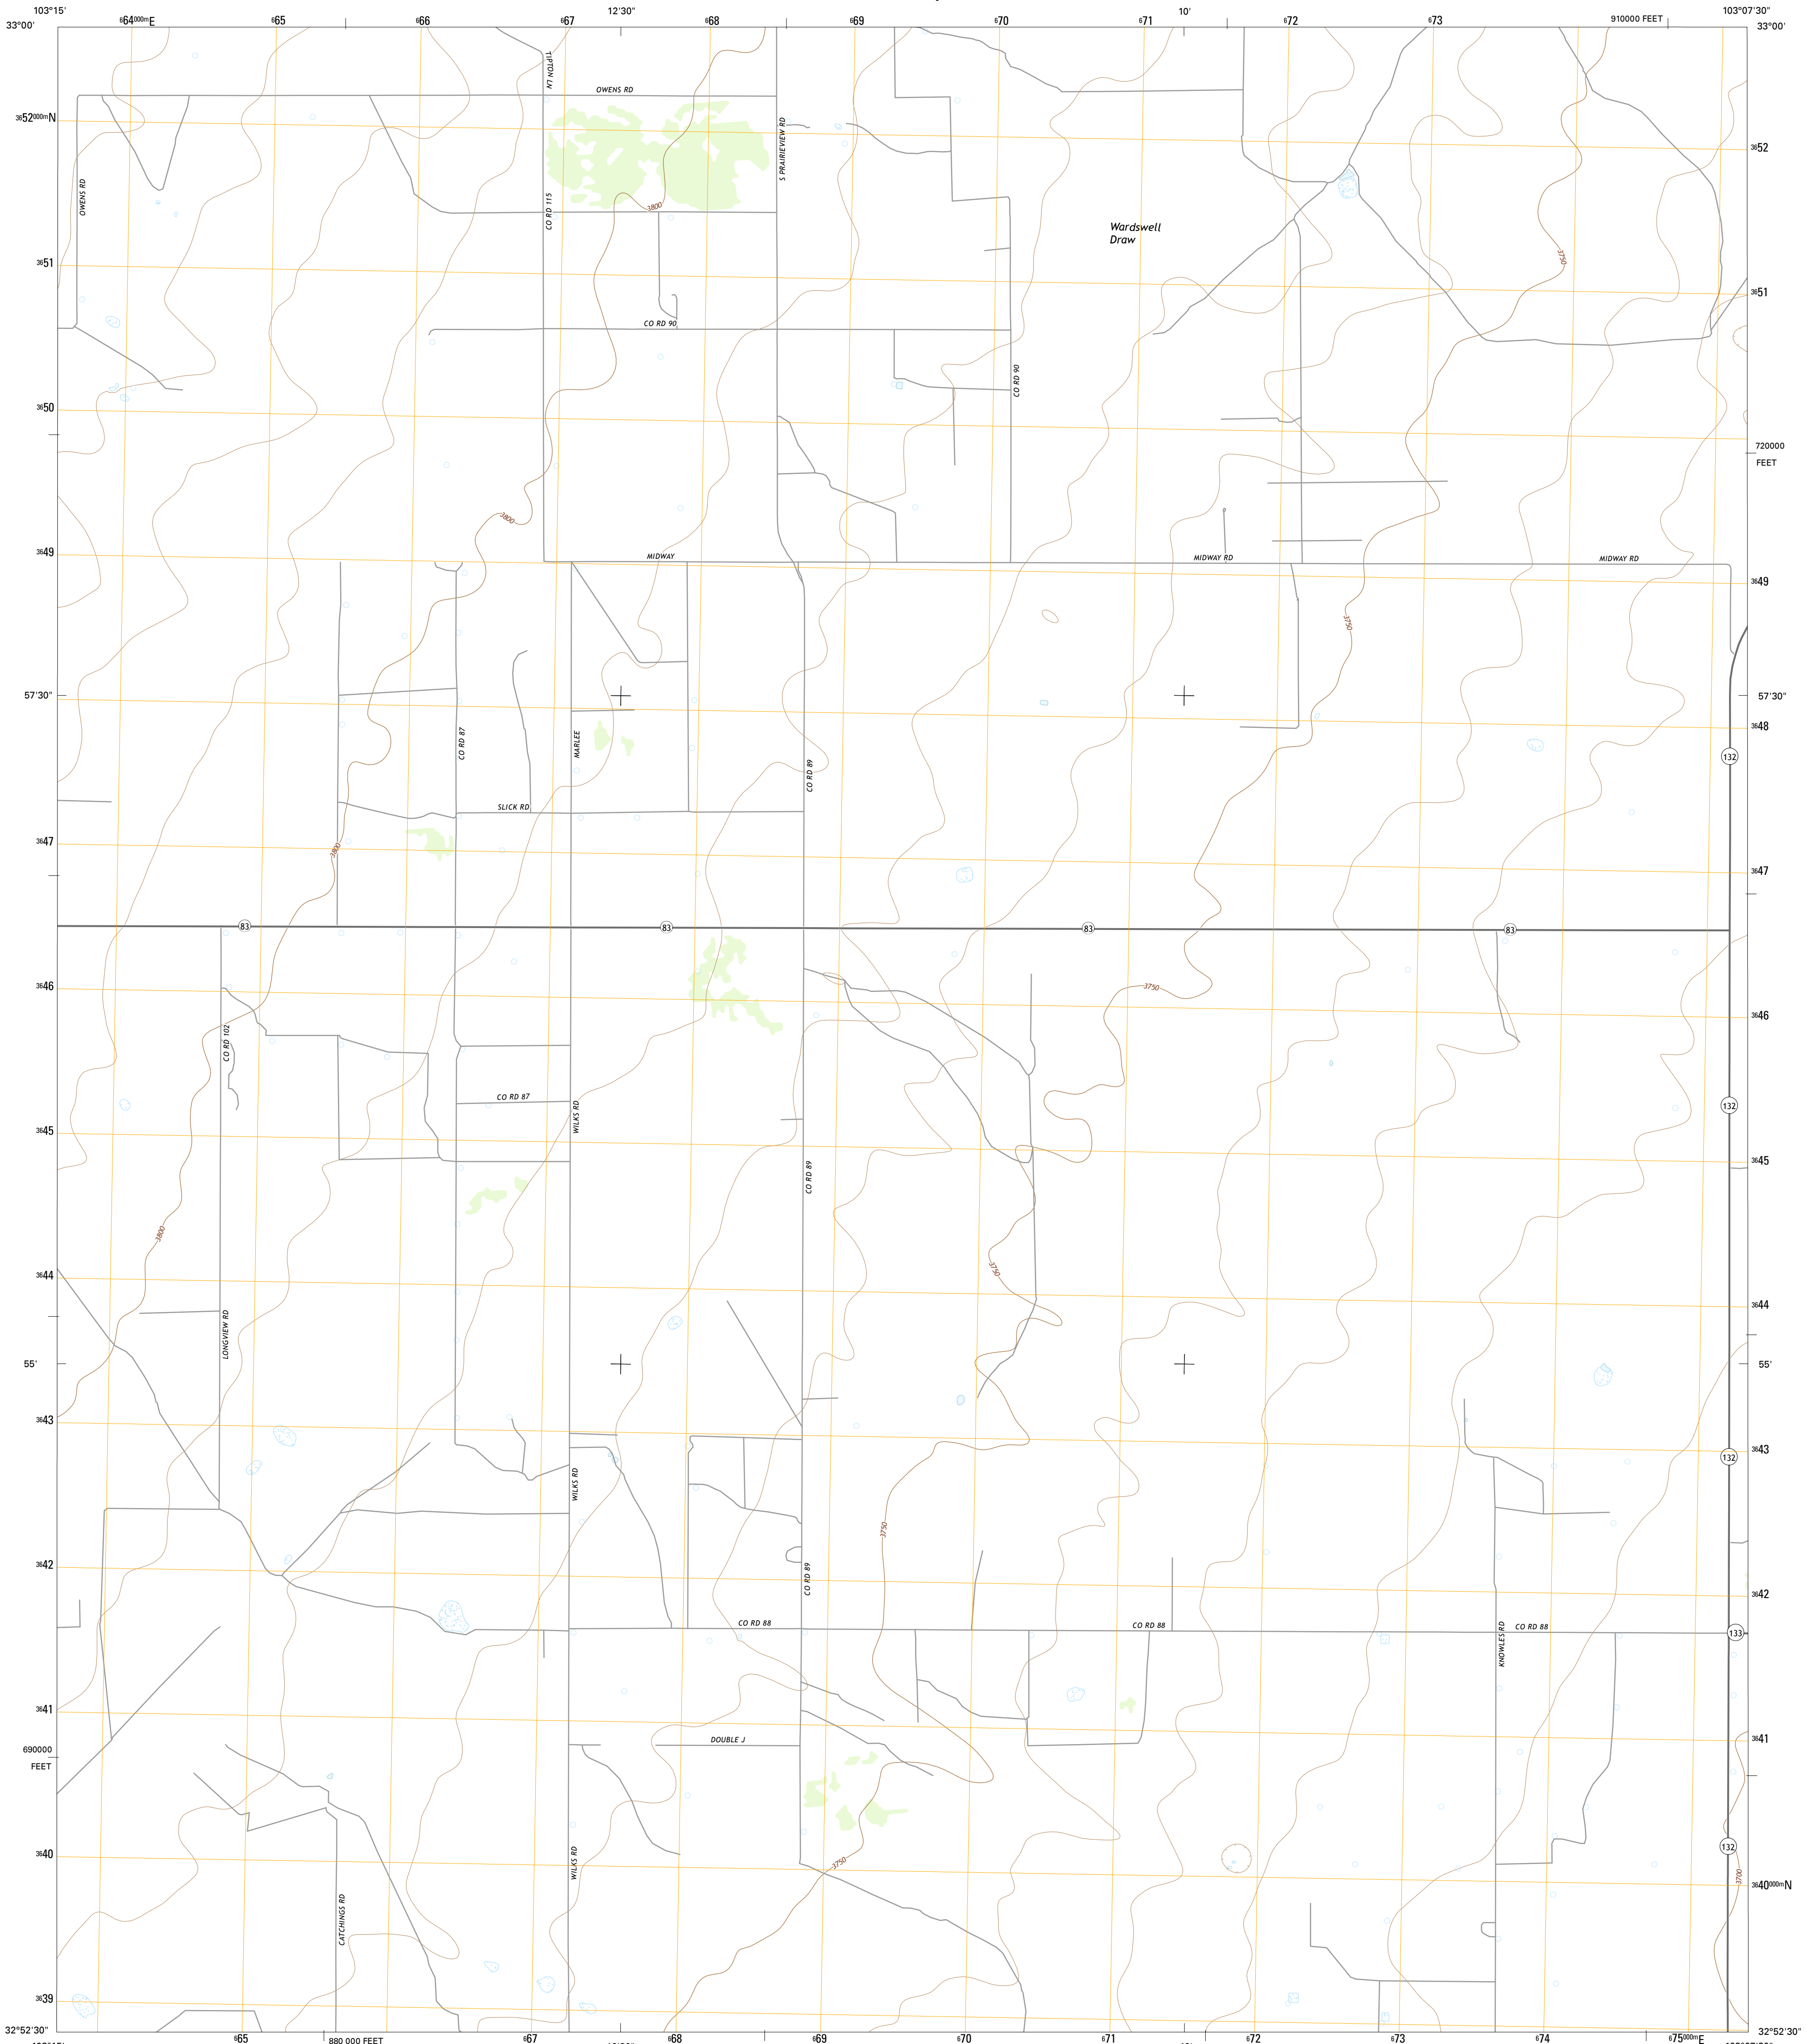 103°15' ⁶64⁰⁰⁰ᵐE ⁶65 ⁶66 ⁶67 12'30" ⁶68 ⁶69 ⁶70 ⁶71 10' ⁶72 ⁶73 910000 FEET 103°07'30"
33°00' 33°00'
TIPTON LN
OWENS RD
³⁶52⁰⁰⁰ᵐN
S PRAIRIEVIEW RD
³⁶52
OWENS RD
CO RD 115
3800
Wardswell
Draw
3750
³⁶51
³⁶51
CO RD 90
CO RD 90
³⁶50
720000
FEET
3800
³⁶49
MIDWAY
MIDWAY RD
MIDWAY RD
³⁶49
3750
57'30"
57'30"
³⁶48
CO RD 87
MARLEE
CO RD 89
132
SLICK RD
³⁶47
3800
³⁶47
83
83
83
83
³⁶46
3750
³⁶46
CO RD 102
CO RD 87
WILKS RD
132
³⁶45
³⁶45
CO RD 89
3800
3750
³⁶44
³⁶44
LONGVIEW RD
55'
55'
³⁶43
³⁶43
132
WILKS RD
3750
³⁶42
CO RD 89
³⁶42
CO RD 88
CO RD 88
KNOWLES RD
CO RD 88
133
³⁶41
³⁶41
690000
FEET
DOUBLE J
132
³⁶40
WILKS RD
3750
3700
³⁶40⁰⁰⁰ᵐN
CATCHINGS RD
³⁶39
32°52'30" 32°52'30"
⁶65 880 000 FEET ⁶67 ⁶68 ⁶69 ⁶70 ⁶71 ⁶72 ⁶73 ⁶74 ⁶75⁰⁰⁰ᵐE